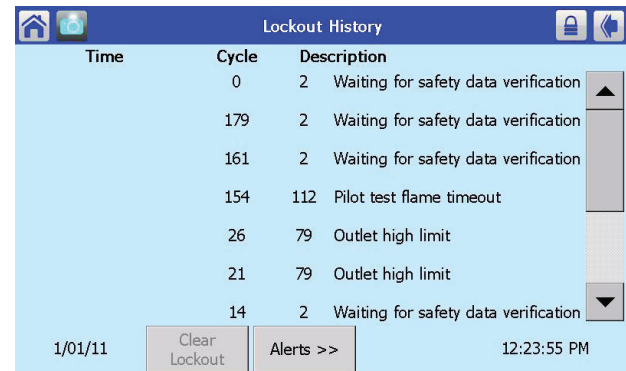 Lockout History
Time Cycle Description
0 2 Waiting for safety data verification
179 2 Waiting for safety data verification
161 2 Waiting for safety data verification
154 112 Pilot test flame timeout
26 79 Outlet high limit
21 79 Outlet high limit
14 2 Waiting for safety data verification
1/01/11 Clear Lockout Alerts >> 12:23:55 PM